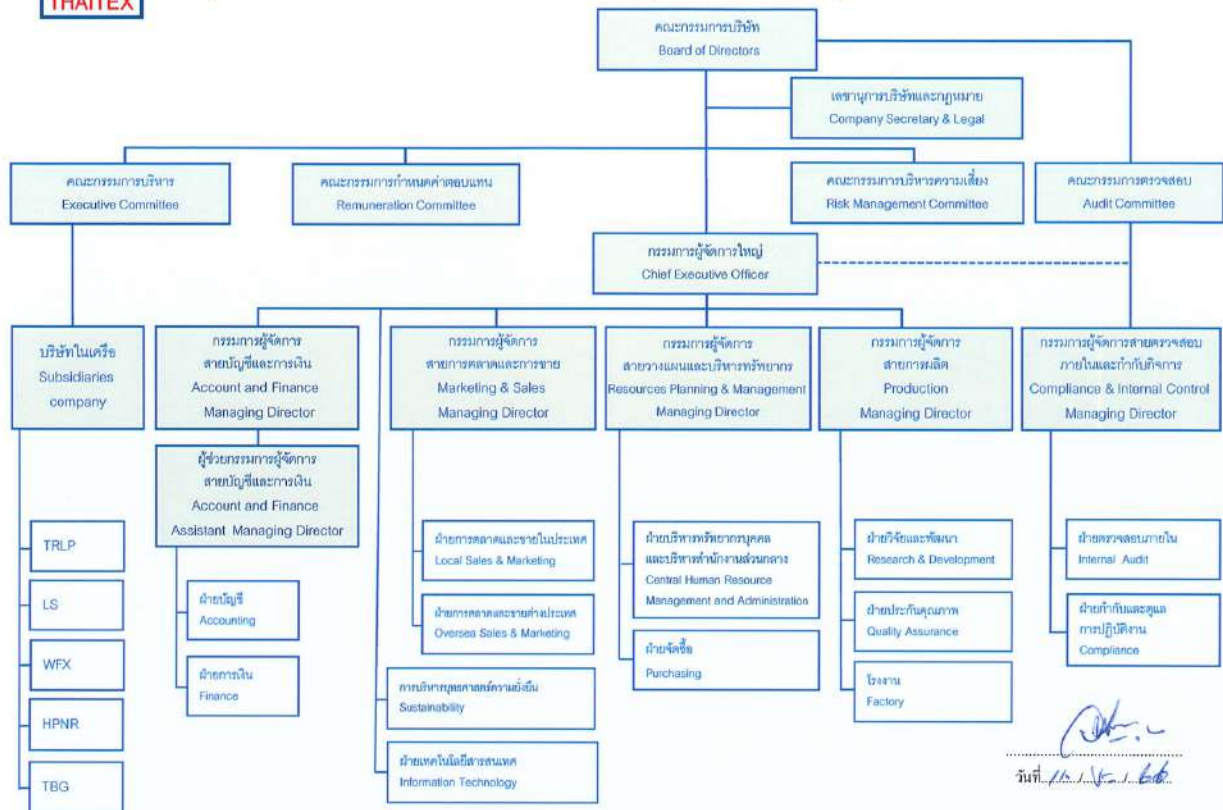 THAITEX
คณะกรรมการบริษัท
Board of Directors
เลขานุการบริษัทและกฎหมาย
Company Secretary & Legal
คณะกรรมการบริหาร
Executive Committee
คณะกรรมการกำหนดค่าตอบแทน
Remuneration Committee
คณะกรรมการบริหารความเสี่ยง
Risk Management Committee
คณะกรรมการตรวจสอบ
Audit Committee
กรรมการผู้จัดการใหญ่
Chief Executive Officer
บริษัทในเครือ
Subsidiaries
company
กรรมการผู้จัดการ
สายบัญชีและการเงิน
Account and Finance
Managing Director
กรรมการผู้จัดการ
สายการตลาดและการขาย
Marketing & Sales
Managing Director
กรรมการผู้จัดการ
สายวางแผนและบริหารทรัพยากร
Resources Planning & Management
Managing Director
กรรมการผู้จัดการ
สายการผลิต
Production
Managing Director
กรรมการผู้จัดการสายตรวจสอบ
ภายในและกำกับกิจการ
Compliance & Internal Control
Managing Director
ผู้ช่วยกรรมการผู้จัดการ
สายบัญชีและการเงิน
Account and Finance
Assistant Managing Director
TRLP
LS
WFX
HPNR
TBG
ฝ่ายบัญชี
Accounting
ฝ่ายการเงิน
Finance
ฝ่ายการตลาดและขายในประเทศ
Local Sales & Marketing
ฝ่ายการตลาดและขายต่างประเทศ
Oversea Sales & Marketing
การบริหารยุทธศาสตร์ความยั่งยืน
Sustainability
ฝ่ายเทคโนโลยีสารสนเทศ
Information Technology
ฝ่ายบริหารทรัพยากรบุคคล
และบริหารสำนักงานส่วนกลาง
Central Human Resource
Management and Administration
ฝ่ายจัดซื้อ
Purchasing
ฝ่ายวิจัยและพัฒนา
Research & Development
ฝ่ายประกันคุณภาพ
Quality Assurance
โรงงาน
Factory
ฝ่ายตรวจสอบภายใน
Internal Audit
ฝ่ายกำกับและดูแล
การปฏิบัติงาน
Compliance
วันที่